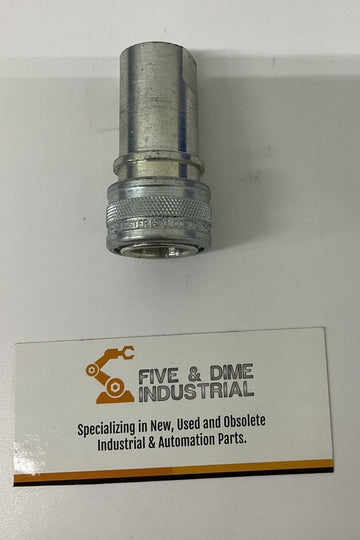 FIVE & DIME
INDUSTRIAL
Specializing in New, Used and Obsolete
Industrial & Automation Parts.